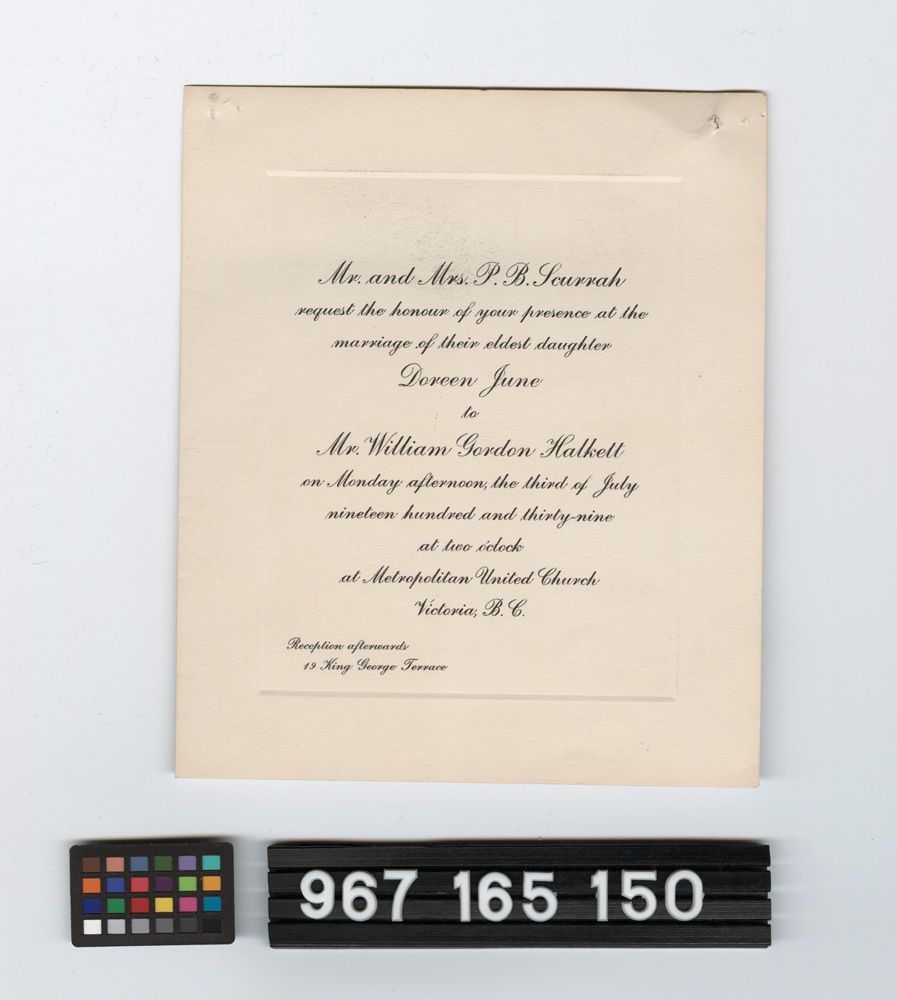 Mr. and Mrs. P. B. Scurrah
request the honour of your presence at the
marriage of their eldest daughter
Doreen June
to
Mr. William Gordon Halkett
on Monday afternoon, the third of July
nineteen hundred and thirty-nine
at two o'clock
at Metropolitan United Church
Victoria, B. C.
Reception afterwards
19 King George Terrace
967 165 150